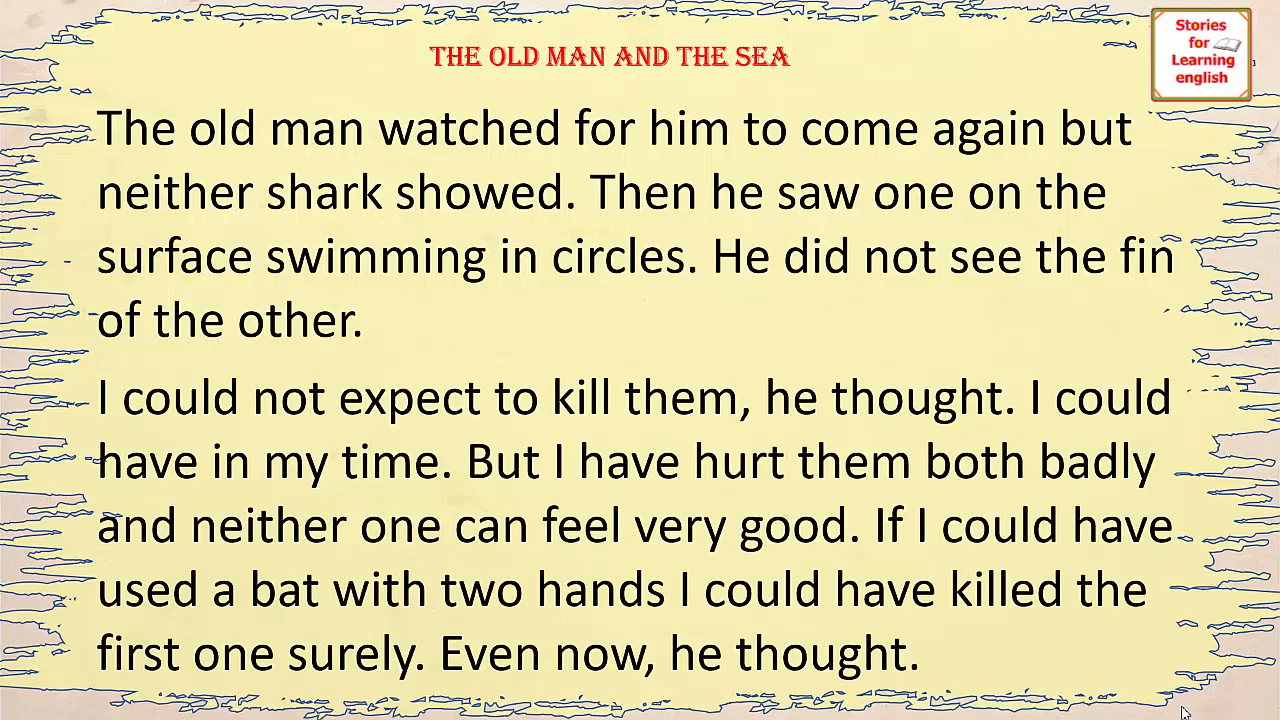 THE OLD MAN AND THE SEA
Stories
for
Learning
english
The old man watched for him to come again but
neither shark showed. Then he saw one on the
surface swimming in circles. He did not see the fin
of the other.
I could not expect to kill them, he thought. I could
have in my time. But I have hurt them both badly
and neither one can feel very good. If I could have
used a bat with two hands I could have killed the
first one surely. Even now, he thought.